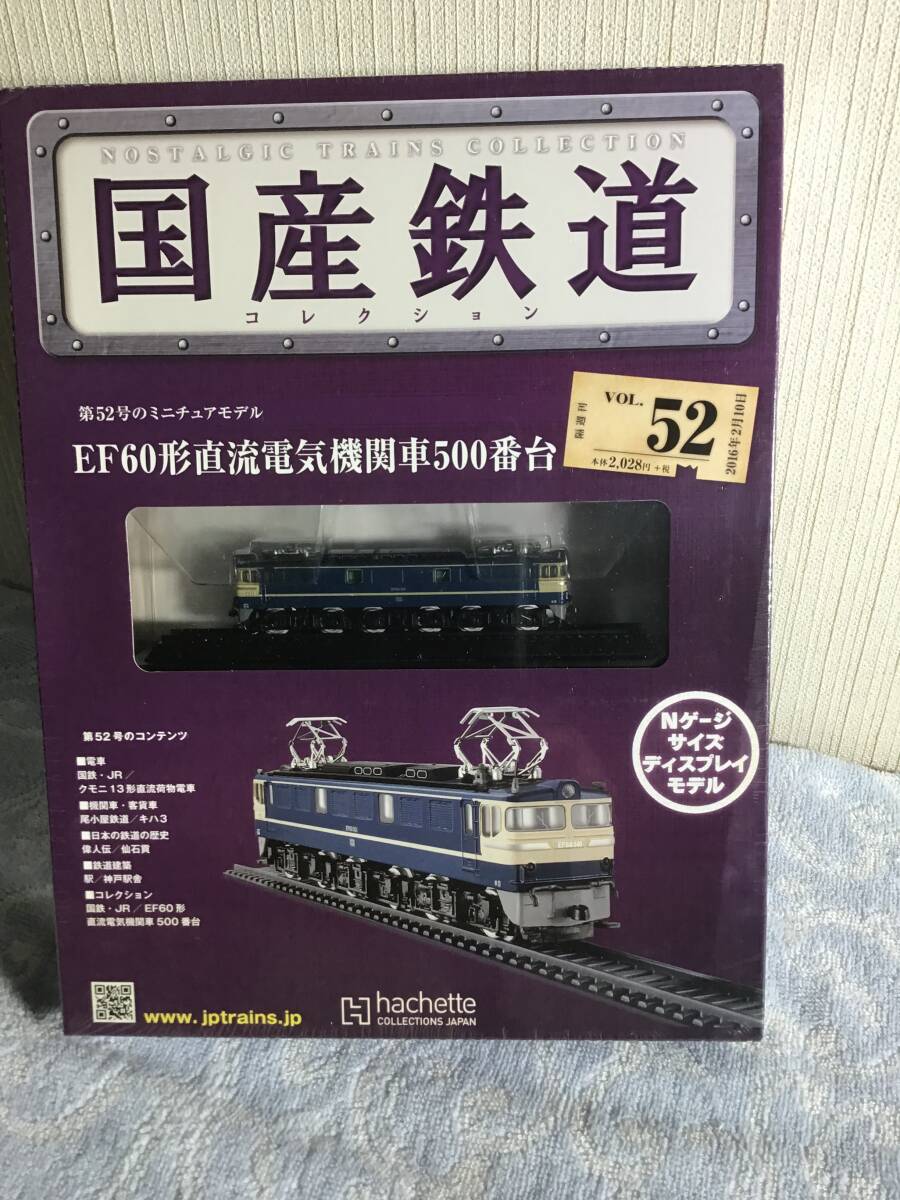 NOSTALGIC TRAINS COLLECTION
国産鉄道
コレクション
第52号のミニチュアモデル
EF60形直流電気機関車500番台
隔週刊
VOL. 52
本体2,028円+税
2016年2月10日
第52号のコンテンツ
■電車
国鉄・JR/
クモニ13形直流荷物電車
■機関車・客貨車
尾小屋鉄道/キハ3
■日本の鉄道の歴史
偉人伝/仙石貢
■鉄道建築
駅/神戸駅舎
■コレクション
国鉄・JR/EF60形
直流電気機関車500番台
Nゲージ
サイズ
ディスプレイ
モデル
www.jptrains.jp
hachette
COLLECTIONS JAPAN